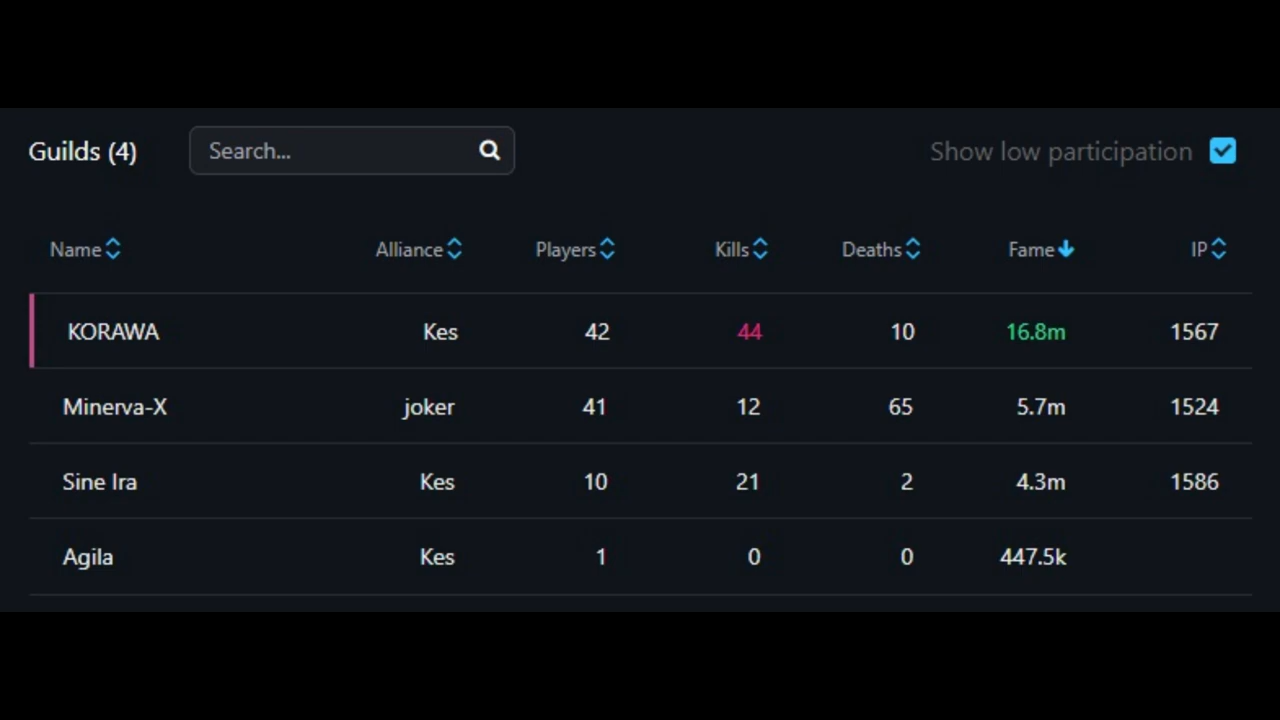 Guilds (4) Search... Show low participation
Name Alliance Players Kills Deaths Fame IP
KORAWA Kes 42 44 10 16.8m 1567
Minerva-X joker 41 12 65 5.7m 1524
Sine Ira Kes 10 21 2 4.3m 1586
Agila Kes 1 0 0 447.5k